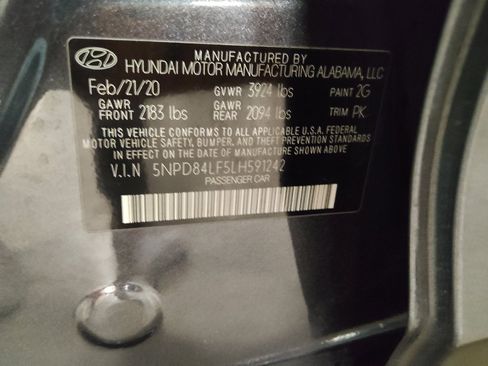 MANUFACTURED BY
HYUNDAI MOTOR MANUFACTURING ALABAMA, LLC
Feb/21/20 GVWR 3924 lbs PAINT 2G
GAWR FRONT 2183 lbs GAWR REAR 2094 lbs TRIM PK
THIS VEHICLE CONFORMS TO ALL APPLICABLE U.S.A. FEDERAL
MOTOR VEHICLE SAFETY, BUMPER, AND THEFT PREVENTION STANDARDS
IN EFFECT ON THE DATE OF MANUFACTURE SHOWN ABOVE.
V.I.N 5NPD84LF5LH591242
PASSENGER CAR